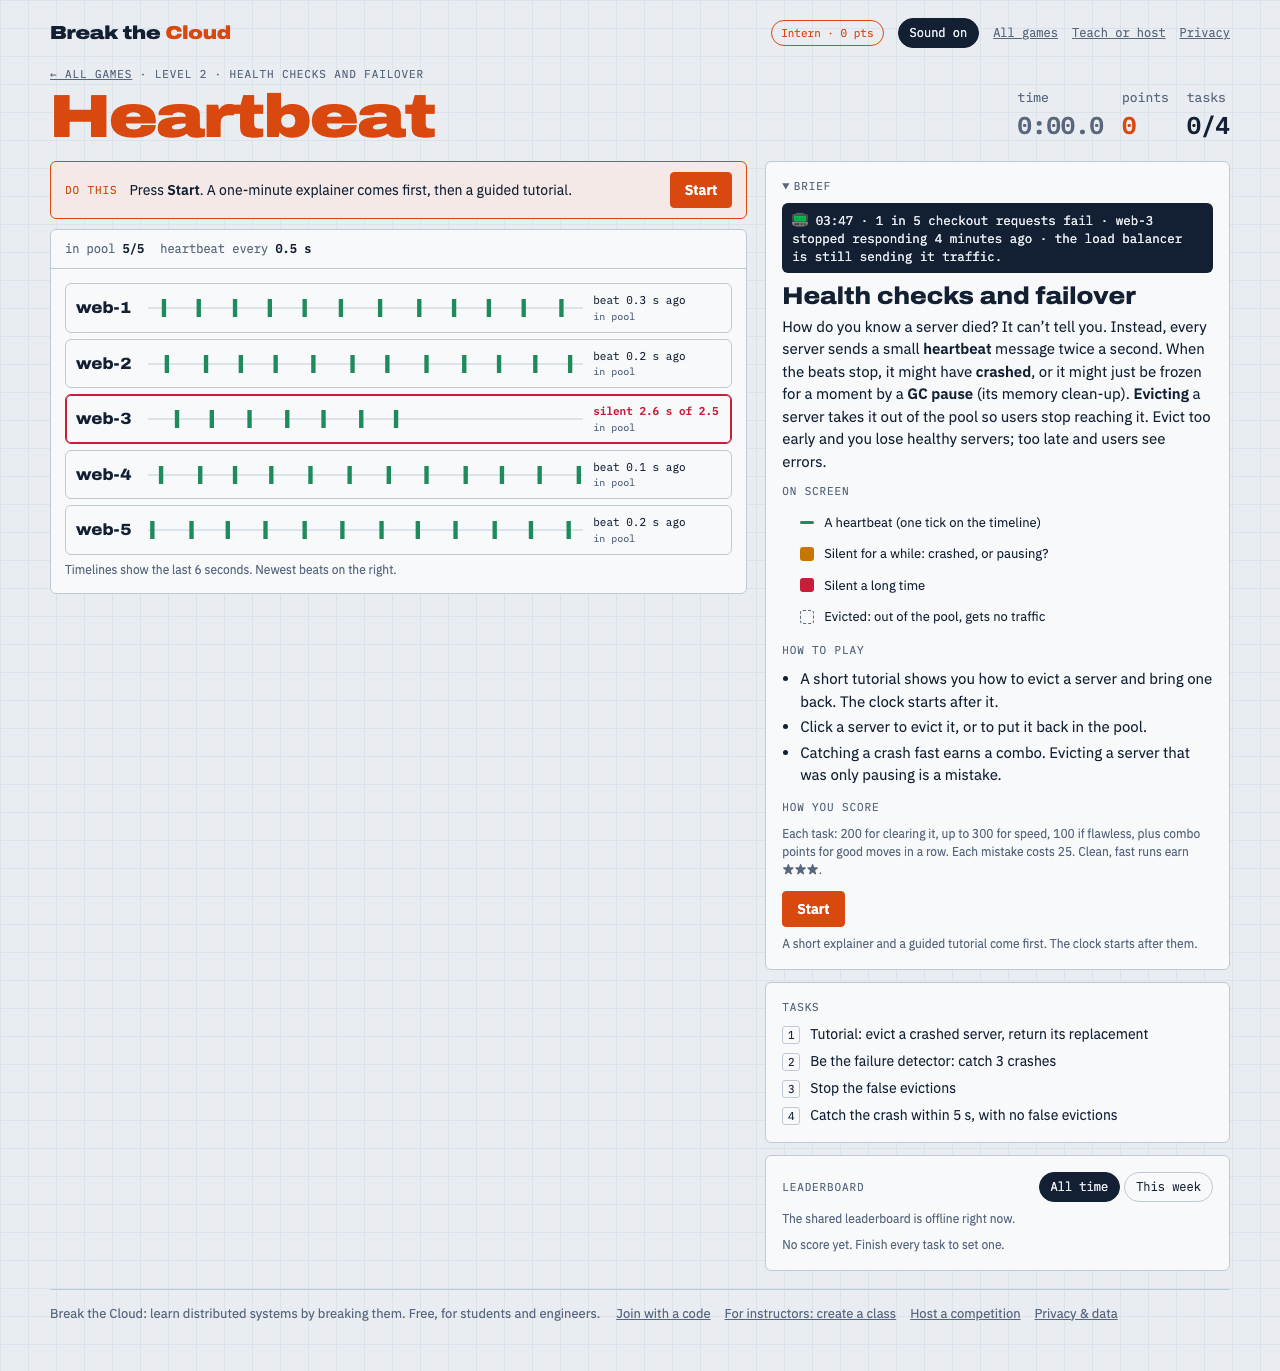 Break the Cloud
Intern · 0 pts
Sound on
All games
Teach or host
Privacy
← ALL GAMES · LEVEL 2 · HEALTH CHECKS AND FAILOVER
Heartbeat
time
0:00.0
points
0
tasks
0/4
DO THIS Press Start. A one-minute explainer comes first, then a guided tutorial.
Start
in pool 5/5 heartbeat every 0.5 s
web-1
beat 0.3 s ago
in pool
web-2
beat 0.2 s ago
in pool
web-3
silent 2.6 s of 2.5
in pool
web-4
beat 0.1 s ago
in pool
web-5
beat 0.2 s ago
in pool
Timelines show the last 6 seconds. Newest beats on the right.
▼ BRIEF
03:47 · 1 in 5 checkout requests fail · web-3
stopped responding 4 minutes ago · the load balancer
is still sending it traffic.
Health checks and failover
How do you know a server died? It can’t tell you. Instead, every
server sends a small heartbeat message twice a second. When
the beats stop, it might have crashed, or it might just be frozen
for a moment by a GC pause (its memory clean-up). Evicting a
server takes it out of the pool so users stop reaching it. Evict too
early and you lose healthy servers; too late and users see
errors.
ON SCREEN
A heartbeat (one tick on the timeline)
Silent for a while: crashed, or pausing?
Silent a long time
Evicted: out of the pool, gets no traffic
HOW TO PLAY
• A short tutorial shows you how to evict a server and bring one
back. The clock starts after it.
• Click a server to evict it, or to put it back in the pool.
• Catching a crash fast earns a combo. Evicting a server that
was only pausing is a mistake.
HOW YOU SCORE
Each task: 200 for clearing it, up to 300 for speed, 100 if flawless, plus combo
points for good moves in a row. Each mistake costs 25. Clean, fast runs earn
★★★.
Start
A short explainer and a guided tutorial come first. The clock starts after them.
TASKS
1 Tutorial: evict a crashed server, return its replacement
2 Be the failure detector: catch 3 crashes
3 Stop the false evictions
4 Catch the crash within 5 s, with no false evictions
LEADERBOARD
All time
This week
The shared leaderboard is offline right now.
No score yet. Finish every task to set one.
Break the Cloud: learn distributed systems by breaking them. Free, for students and engineers. Join with a code For instructors: create a class Host a competition Privacy & data